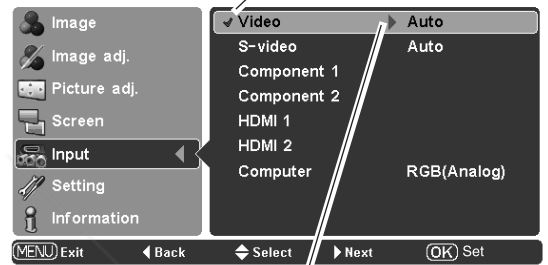 Image
Image adj.
Picture adj.
Screen
Input
Setting
Information
Video Auto
S-video Auto
Component 1
Component 2
HDMI 1
HDMI 2
Computer RGB(Analog)
MENU Exit Back Select Next OK Set